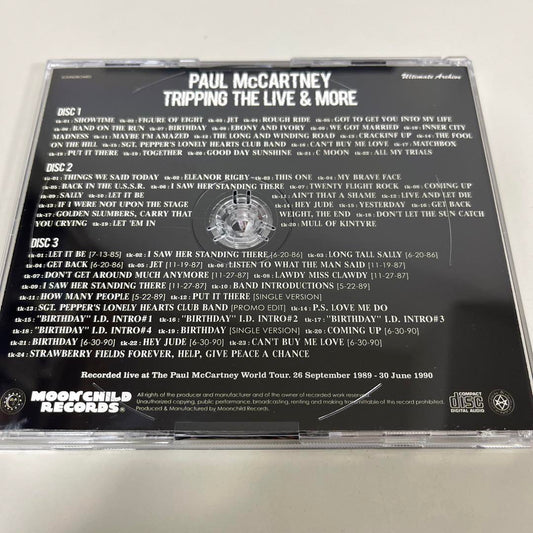 SOUNDBOARD
PAUL McCARTNEY
TRIPPING THE LIVE & MORE
Ultimate Archive
DISC 1
tk-01 : SHOWTIME tk-02 : FIGURE OF EIGHT tk-03 : JET tk-04 : ROUGH RIDE tk-05 : GOT TO GET YOU INTO MY LIFE
tk-06 : BAND ON THE RUN tk-07 : BIRTHDAY tk-08 : EBONY AND IVORY tk-09 : WE GOT MARRIED tk-10 : INNER CITY
MADNESS tk-11 : MAYBE I'M AMAZED tk-12 : THE LONG AND WINDING ROAD tk-13 : CRACKIN UP tk-14 : THE FOOL
ON THE HILL tk-15 : SGT. PEPPER'S LONELY HEARTS CLUB BAND tk-16 : CAN'T BUY ME LOVE tk-17 : MATCHBOX
tk-18 : PUT IT THERE tk-19 : TOGETHER tk-20 : GOOD DAY SUNSHINE tk-21 : C MOON tk-22 : ALL MY TRIALS
DISC 2
tk-01 : THINGS WE SAID TODAY tk-02 : ELEANOR RIGBY tk-03 : THIS ONE tk-04 : MY BRAVE FACE
tk-05 : BACK IN THE U.S.S.R. tk-06 : I SAW HER STANDING THERE tk-07 : TWENTY FLIGHT ROCK tk-08 : COMING UP
tk-09 : SALLY tk-10 : LET IT BE tk-11 : AIN'T THAT A SHAME tk-12 : LIVE AND LET DIE
tk-13 : IF I WERE NOT UPON THE STAGE tk-14 : HEY JUDE tk-15 : YESTERDAY tk-16 : GET BACK
tk-17 : GOLDEN SLUMBERS, CARRY THAT WEIGHT, THE END tk-18 : DON'T LET THE SUN CATCH
YOU CRYING tk-19 : LET 'EM IN tk-20 : MULL OF KINTYRE
DISC 3
tk-01 : LET IT BE [7-13-85] tk-02 : I SAW HER STANDING THERE.[6-20-86] tk-03 : LONG TALL SALLY [6-20-86]
tk-04 : GET BACK [6-20-86] tk-05 : JET [11-19-87] tk-06 : LISTEN TO WHAT THE MAN SAID [11-19-87]
tk-07 : DON'T GET AROUND MUCH ANYMORE [11-27-87] tk-08 : LAWDY MISS CLAWDY [11-27-87]
tk-09 : I SAW HER STANDING THERE [11-27-87] tk-10 : BAND INTRODUCTIONS [5-22-89]
tk-11 : HOW MANY PEOPLE [5-22-89] tk-12 : PUT IT THERE [SINGLE VERSION]
tk-13 : SGT. PEPPER'S LONELY HEARTS CLUB BAND [PROMO EDIT] tk-14 : P.S. LOVE ME DO
tk-15 : "BIRTHDAY" I.D. INTRO#1 tk-16 : "BIRTHDAY" I.D. INTRO#2 tk-17 : "BIRTHDAY" I.D. INTRO#3
tk-18 : "BIRTHDAY" I.D. INTRO#4 tk-19 : BIRTHDAY [SINGLE VERSION] tk-20 : COMING UP [6-30-90]
tk-21 : BIRTHDAY [6-30-90] tk-22 : HEY JUDE [6-30-90] tk-23 : CAN'T BUY ME LOVE [6-30-90]
tk-24 : STRAWBERRY FIELDS FOREVER, HELP, GIVE PEACE A CHANCE
Recorded live at The Paul McCartney World Tour. 26 September 1989 - 30 June 1990
MOONCHILD
RECORDS®
All rights of the producer and manufacturer and of the owner of recorded work reserved.
Unauthorized copying, public performance, broadcasting, renting and making transmittable of this record prohibited.
Produced & Manufactured by Moonchild Records.
COMPACT
disc
DIGITAL AUDIO